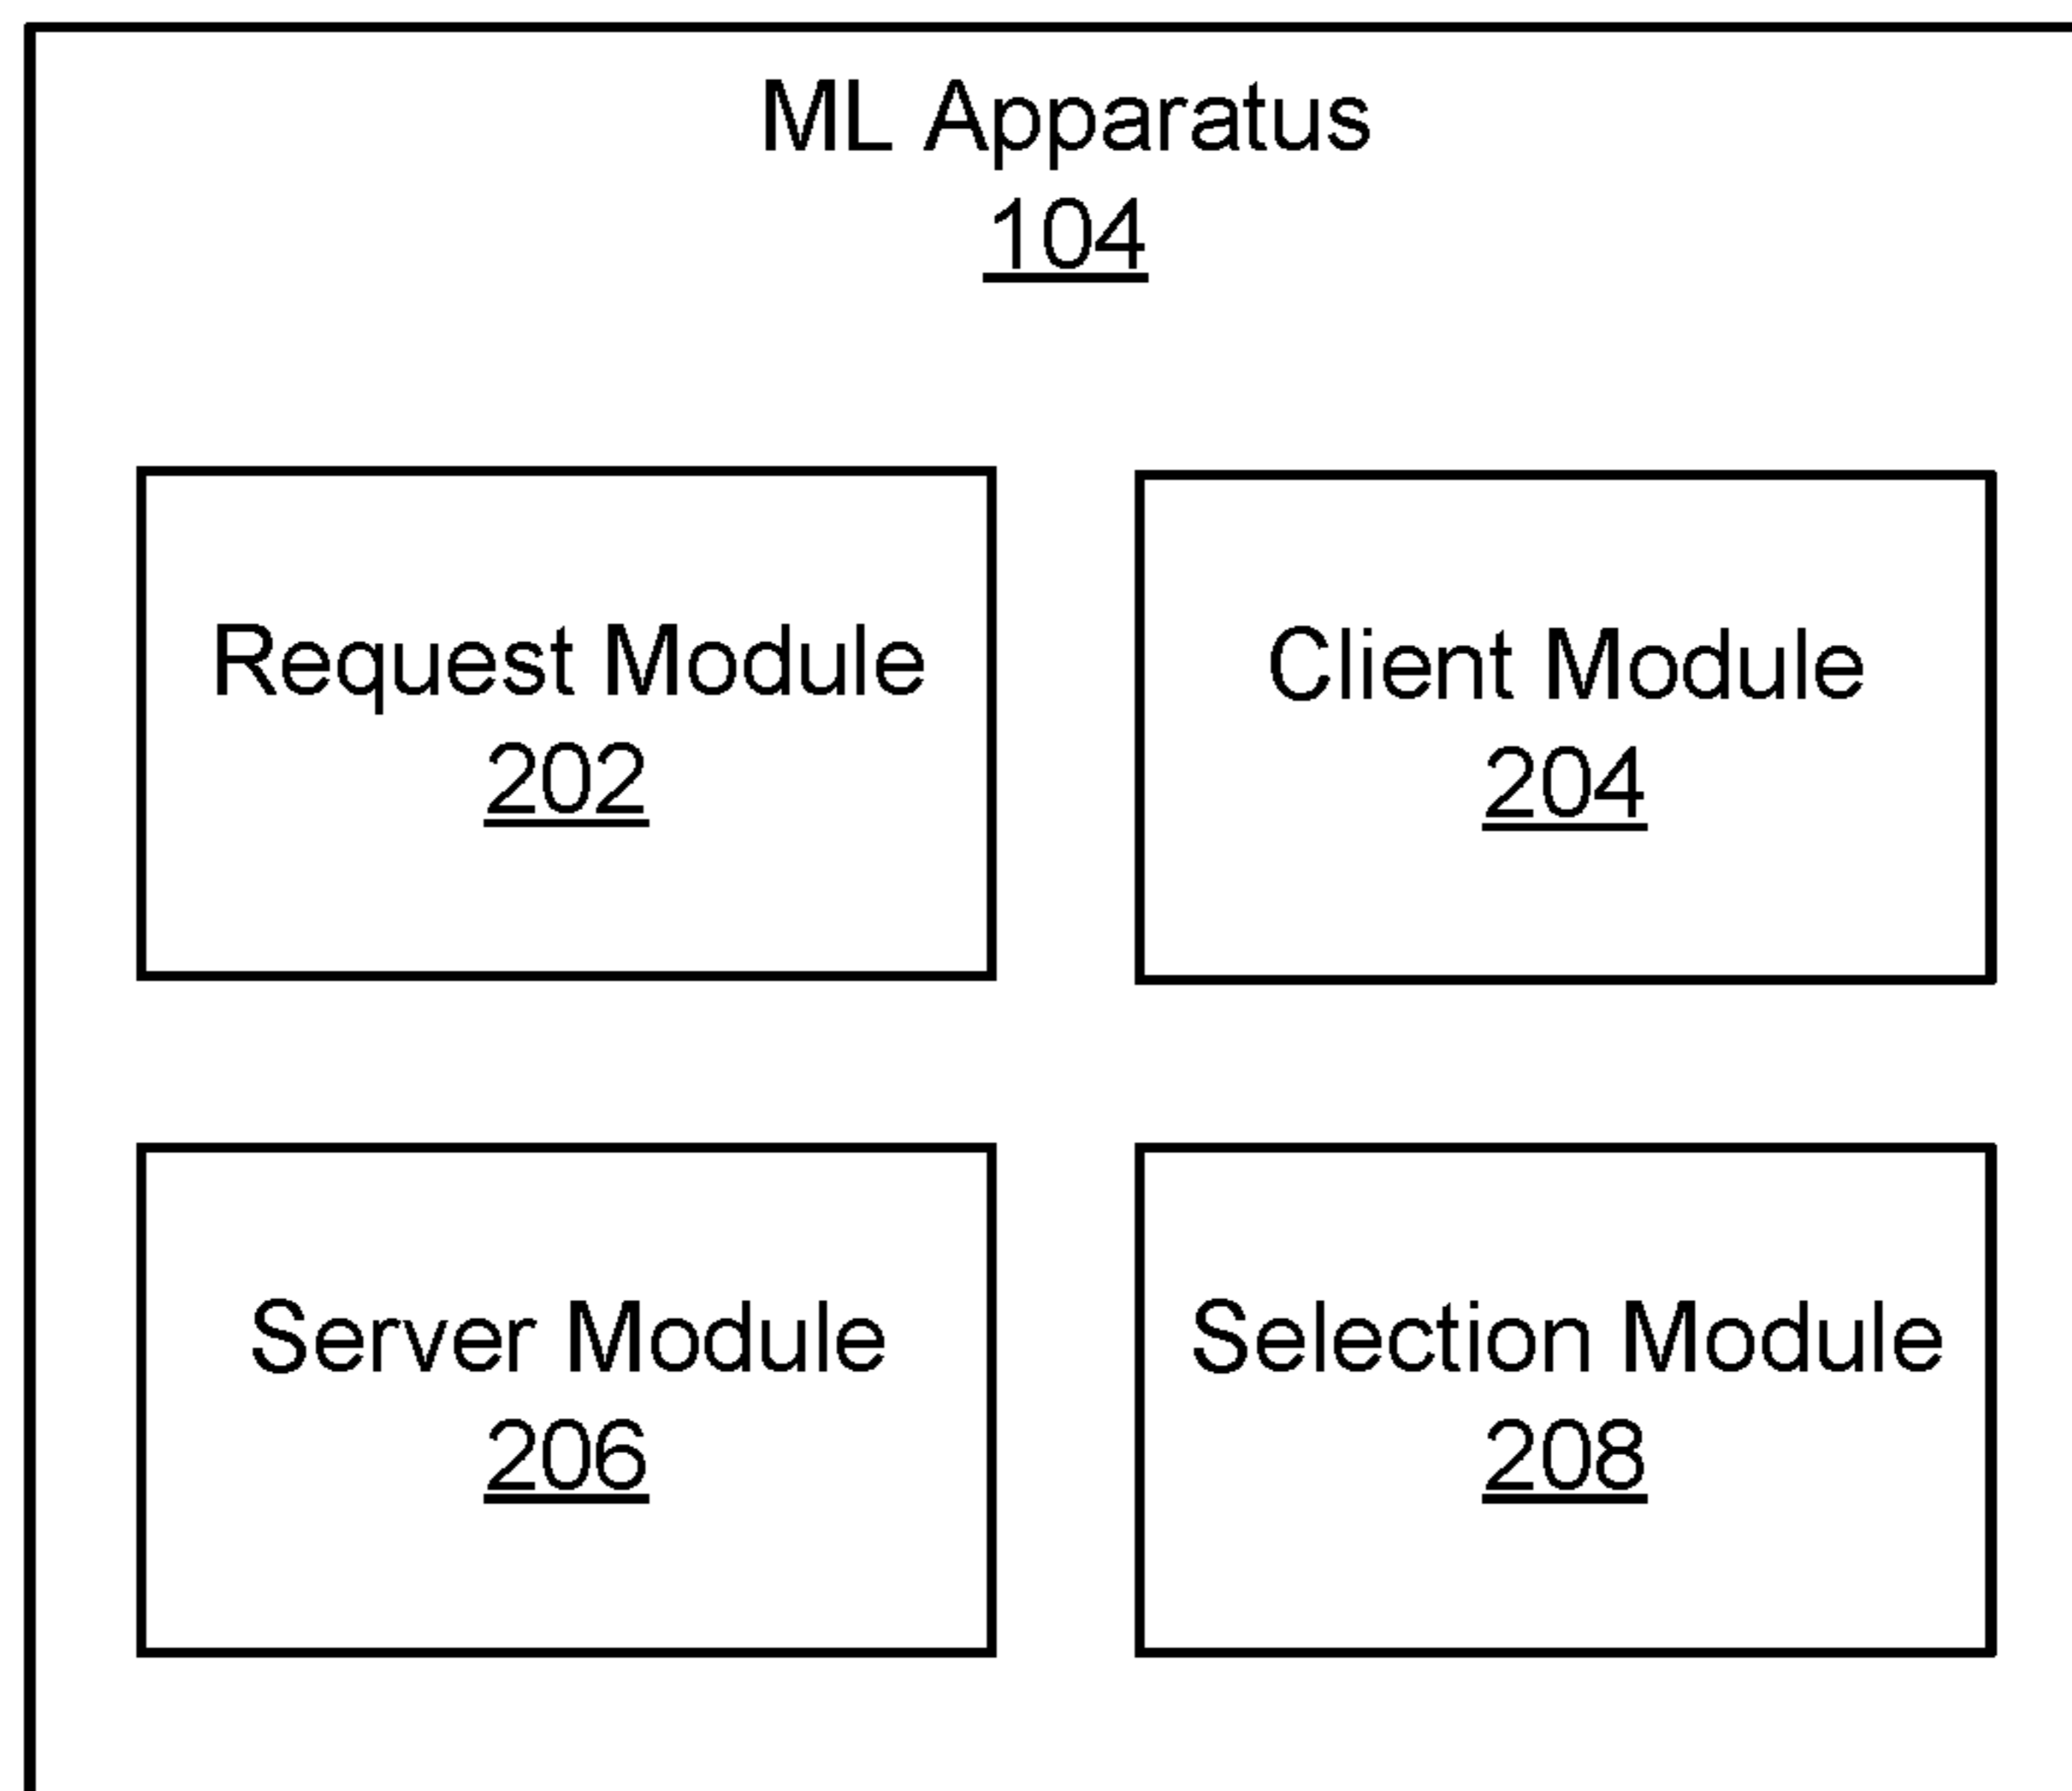 ML Apparatus
104
Request Module
202
Client Module
204
Server Module
206
Selection Module
208